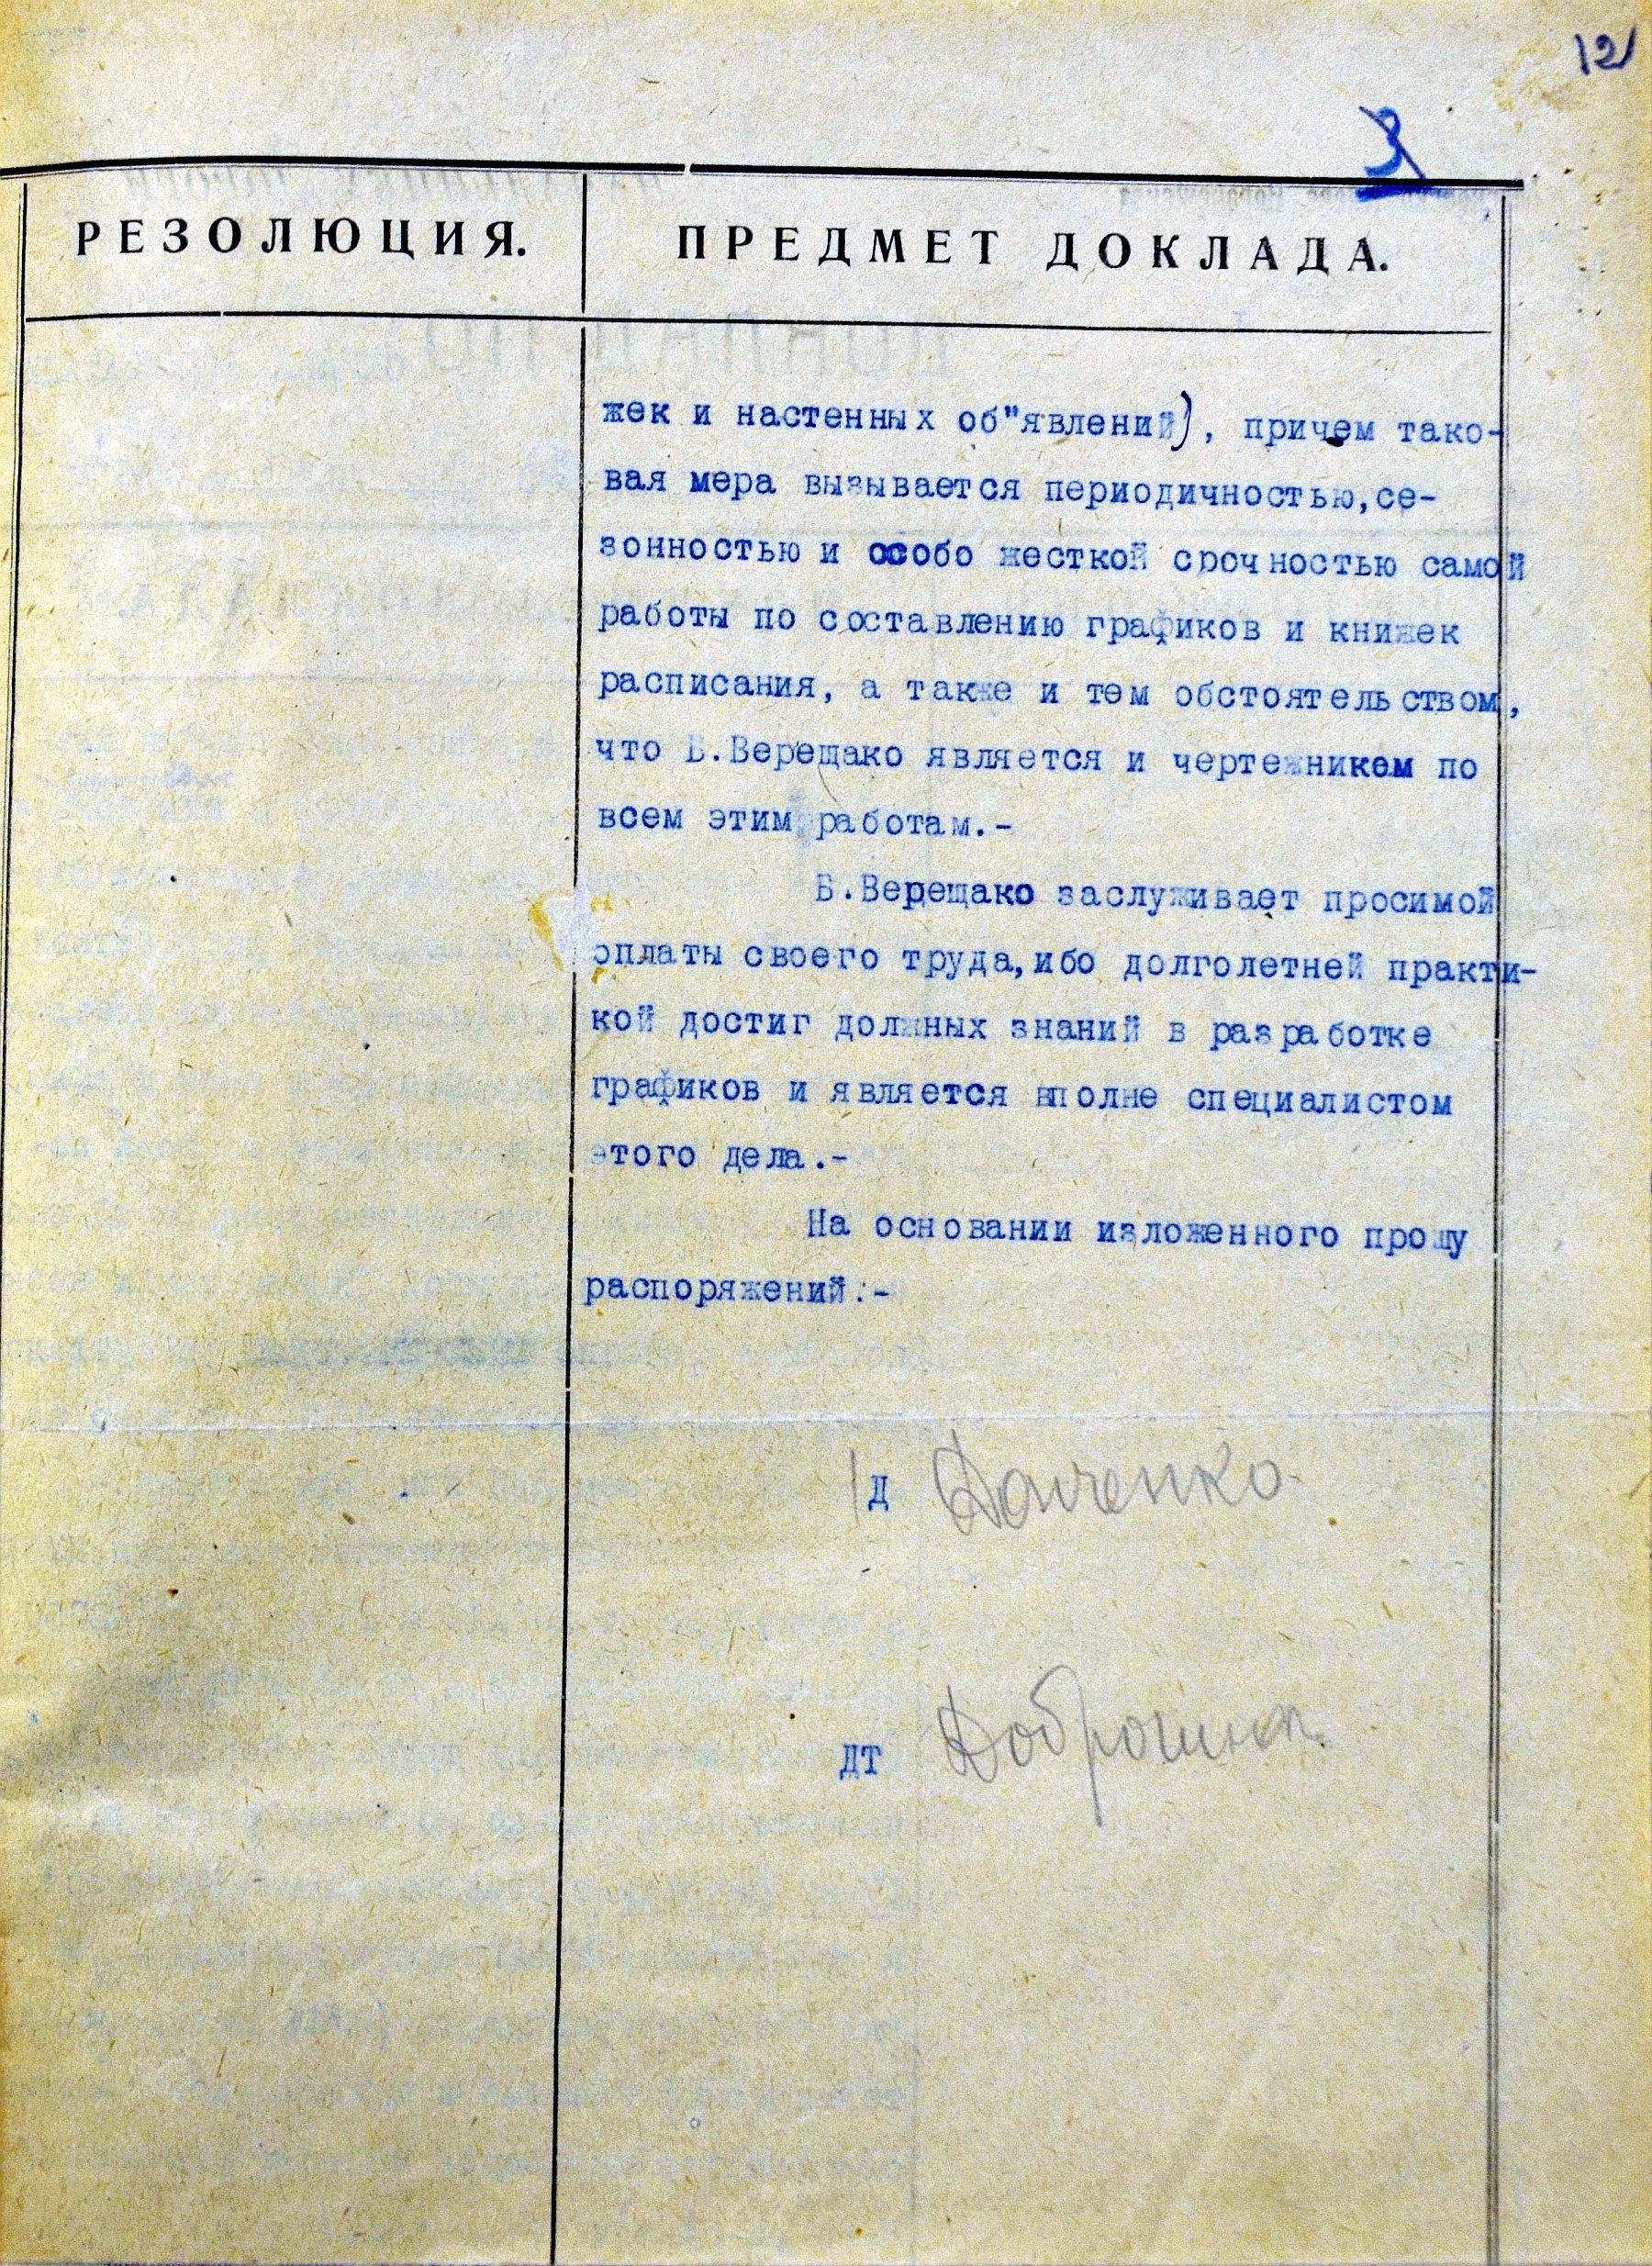 12
3
РЕЗОЛЮЦИЯ.
ПРЕДМЕТ ДОКЛАДА.
жек и настенных об"явлений), причем тако-
вая мера вызывается периодичностью,се-
зонностью и особо жесткой срочностью самой
работы по составлению графиков и книжек
расписания, а также и тем обстоятельством,
что Б.Верещако является и чертежником по
всем этим работам.-
Б.Верещако заслуживает просимой
оплаты своего труда,ибо долголетней практи-
кой достиг должных знаний в разработке
графиков и является вполне специалистом
этого дела.-
На основании изложенного прошу
распоряжений.-
Д
ДТ